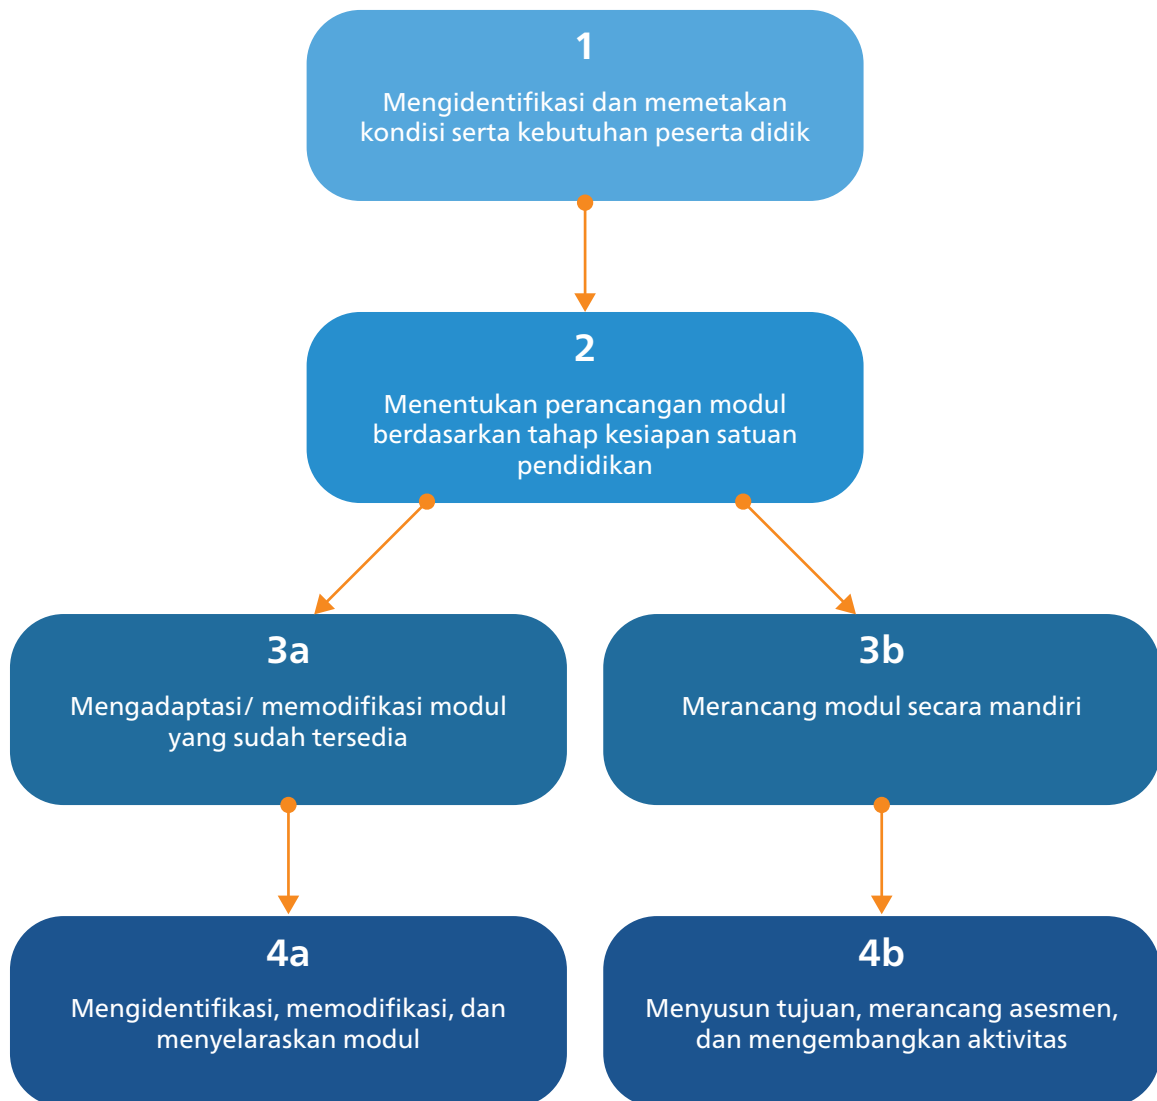 1
Mengidentifikasi dan memetakan
kondisi serta kebutuhan peserta didik
2
Menentukan perancangan modul
berdasarkan tahap kesiapan satuan
pendidikan
3a
Mengadaptasi/ memodifikasi modul
yang sudah tersedia
3b
Merancang modul secara mandiri
4a
Mengidentifikasi, memodifikasi, dan
menyelaraskan modul
4b
Menyusun tujuan, merancang asesmen,
dan mengembangkan aktivitas